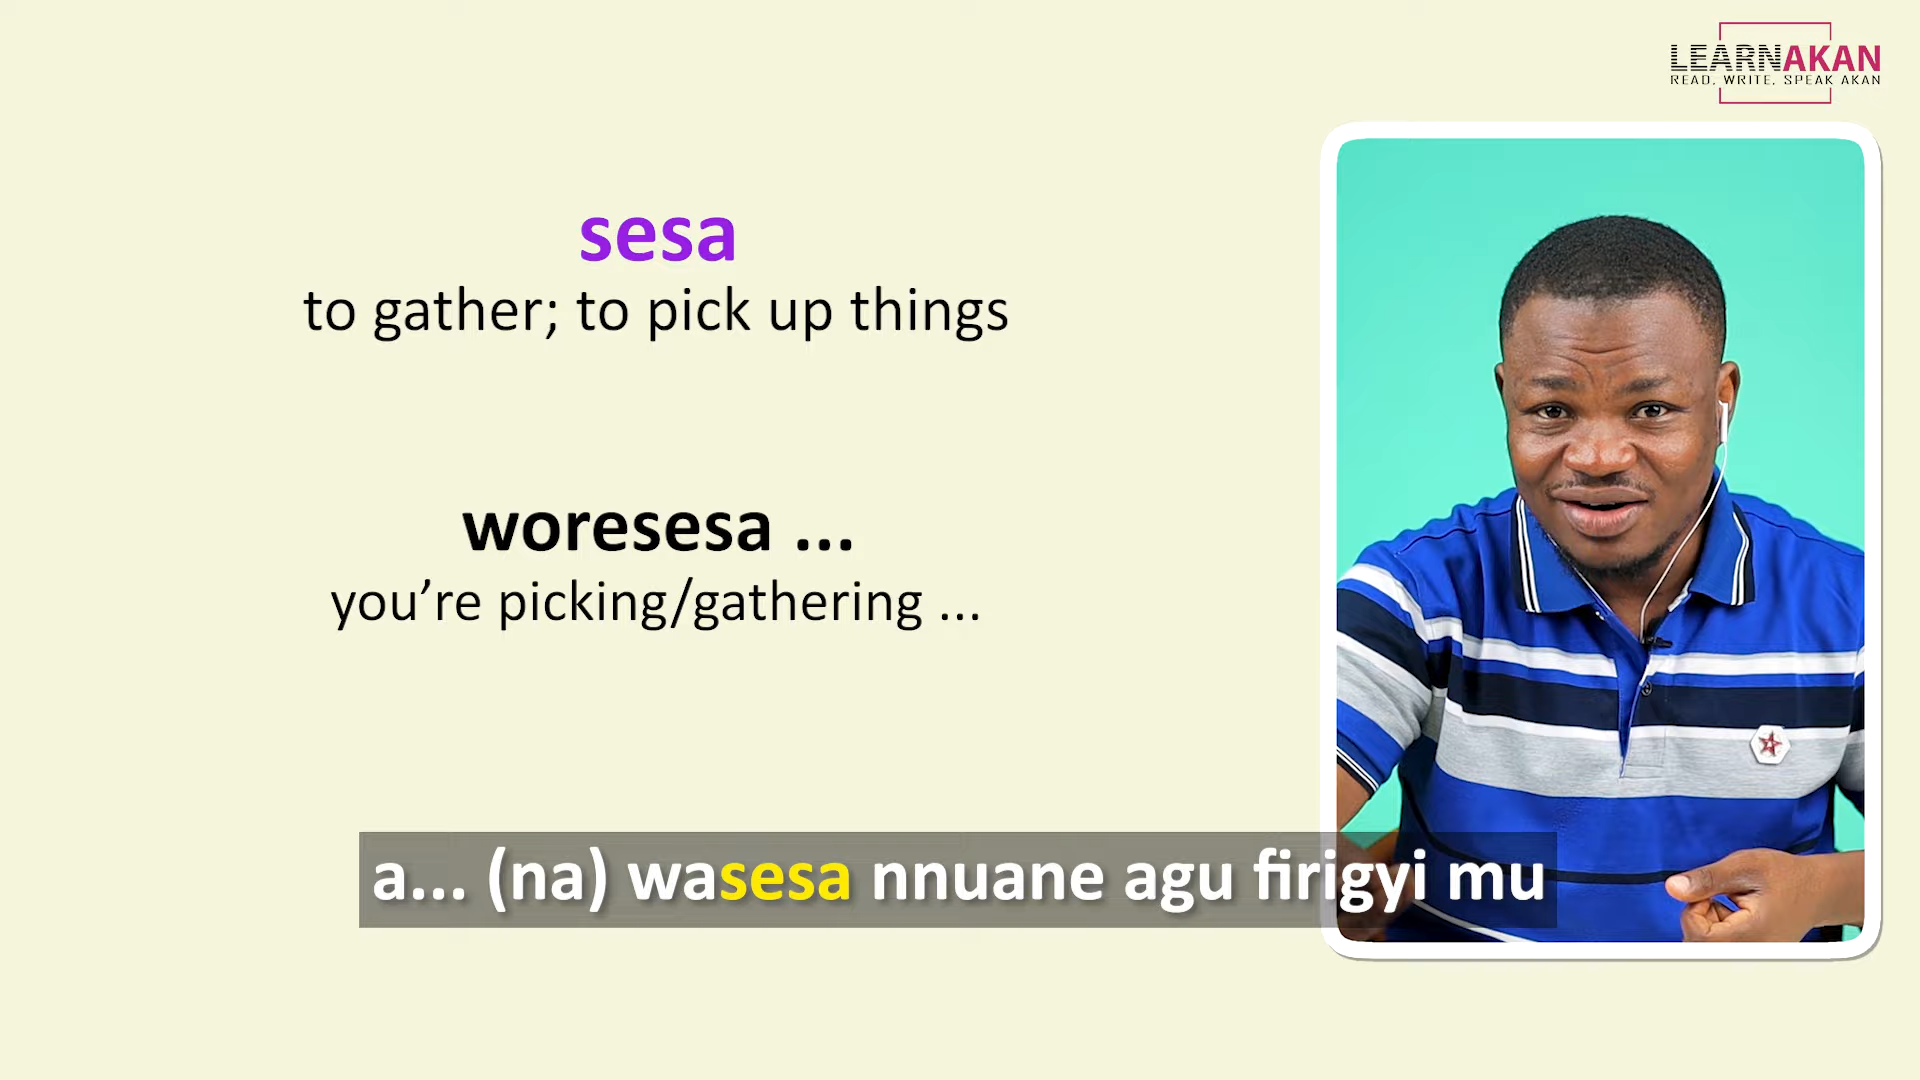 LEARNAKAN
READ, WRITE, SPEAK AKAN
sesa
to gather; to pick up things
woresesa ...
you’re picking/gathering ...
a... (na) wasesa nnuane agu firigyi mu